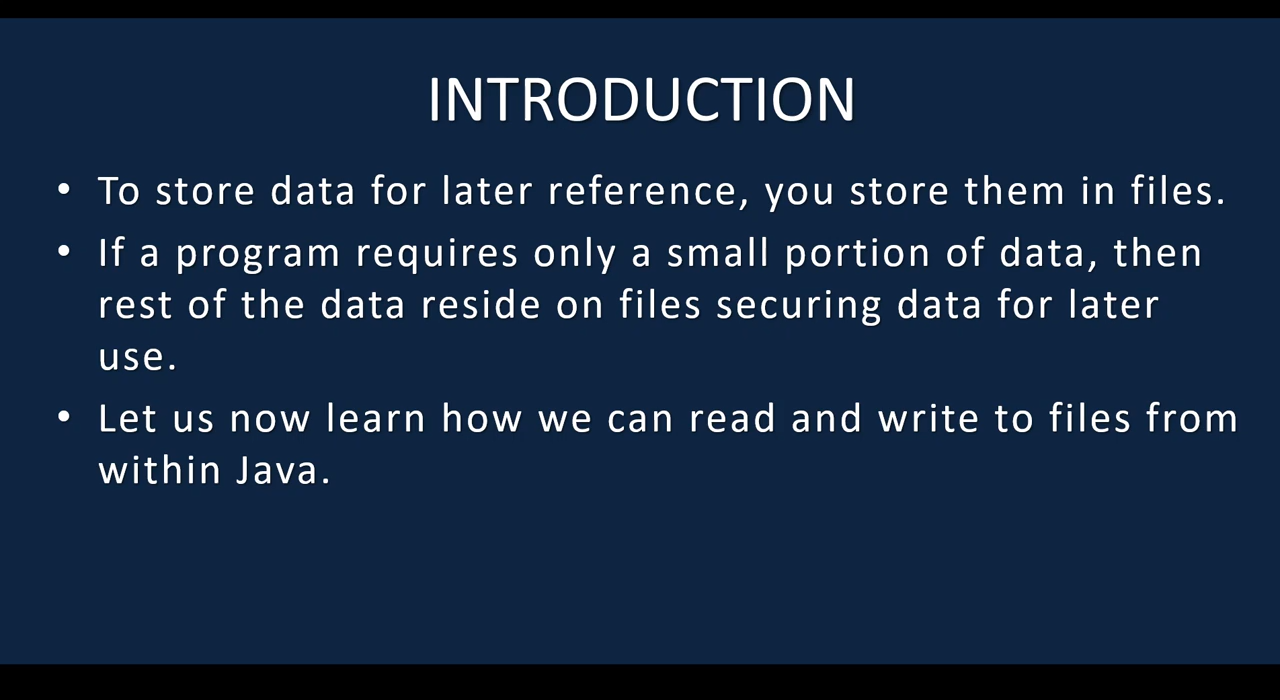 INTRODUCTION
• To store data for later reference, you store them in files.
• If a program requires only a small portion of data, then
rest of the data reside on files securing data for later
use.
• Let us now learn how we can read and write to files from
within Java.